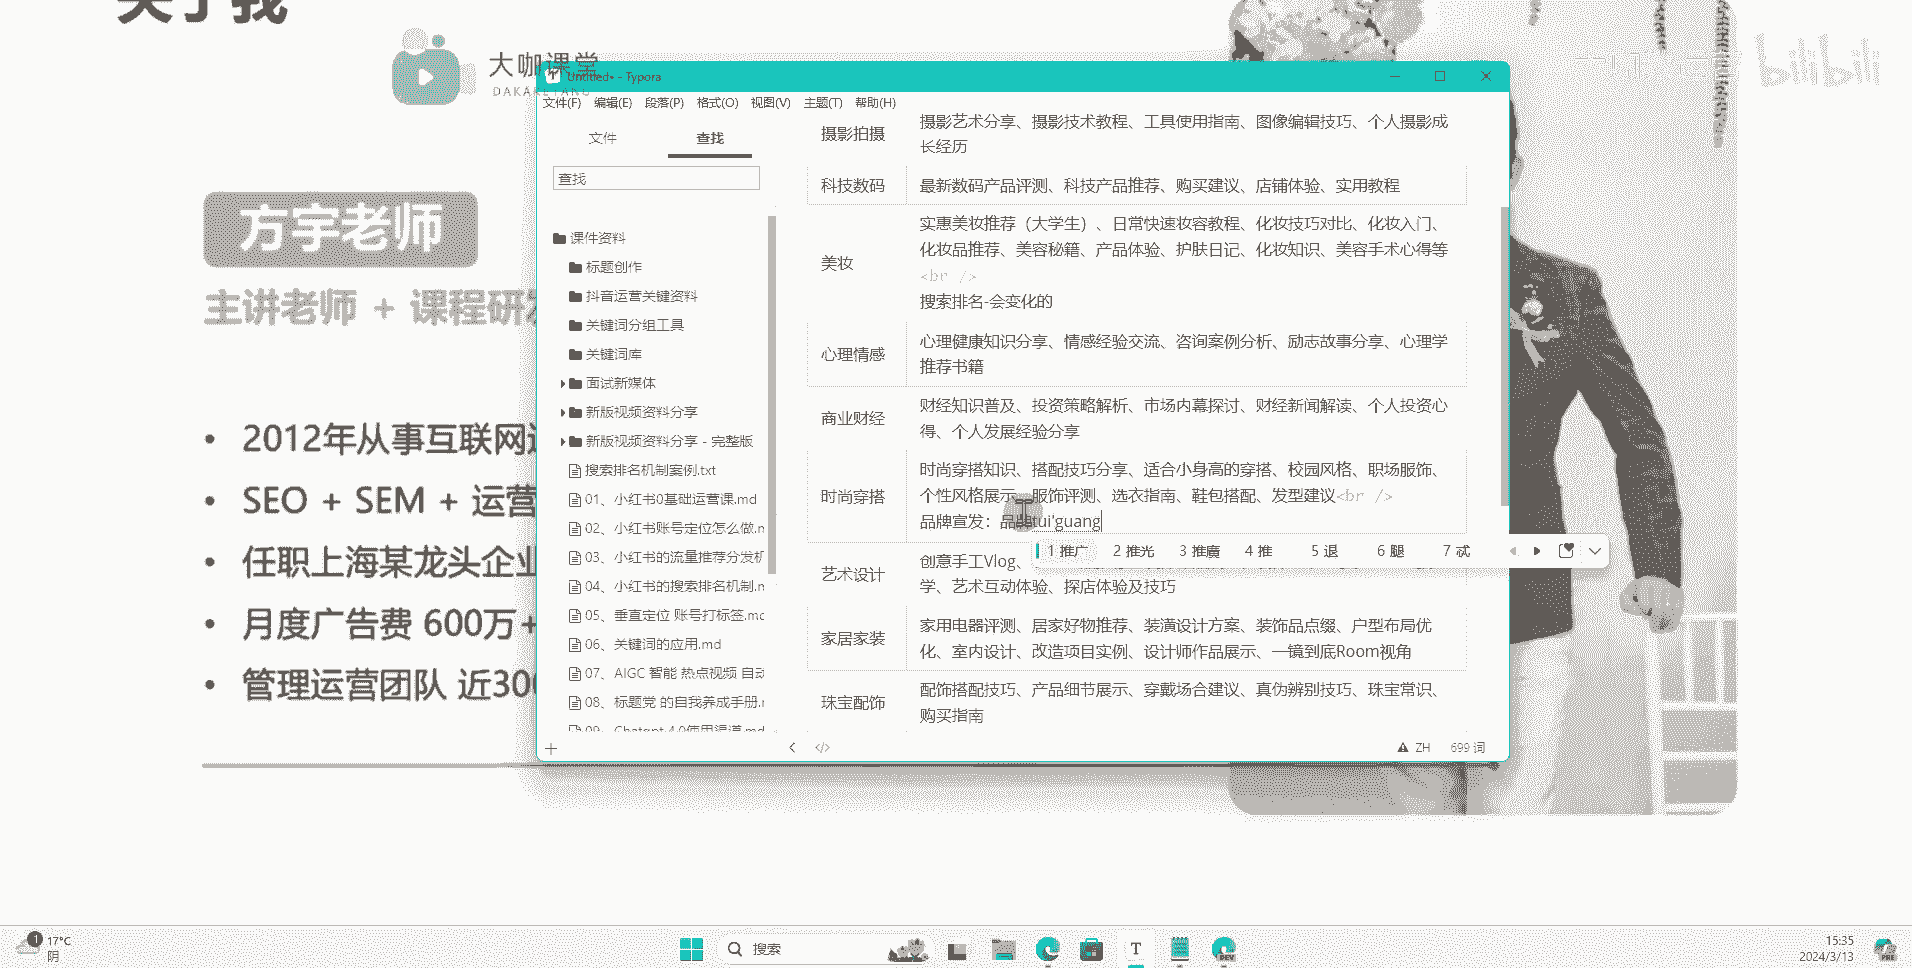 关于我
大咖课堂
DAKAKETANG
bilibili
方宇老师
主讲老师 + 课程研发
2012年从事互联网运
SEO + SEM + 运营
任职上海某龙头企业
月度广告费 600万+
管理运营团队 近300
Untitled• - Typora
文件(F) 编辑(E) 段落(P) 格式(O) 视图(V) 主题(T) 帮助(H)
文件 查找
查找
课件资料
标题创作
抖音运营关键资料
关键词分组工具
关键词库
面试新媒体
新版视频资料分享
新版视频资料分享 - 完整版
搜索排名机制案例.txt
01、小红书0基础运营课.md
02、小红书账号定位怎么做.m
03、小红书的流量推荐分发机
04、小红书的搜索排名机制.m
05、垂直定位 账号打标签.mc
06、关键词的应用.md
07、AIGC 智能 热点视频 自动
08、标题党 的自我养成手册.r
09、Chatgpt 4.0使用渠道.md
摄影拍摄
摄影艺术分享、摄影技术教程、工具使用指南、图像编辑技巧、个人摄影成
长经历
科技数码
最新数码产品评测、科技产品推荐、购买建议、店铺体验、实用教程
美妆
实惠美妆推荐（大学生）、日常快速妆容教程、化妆技巧对比、化妆入门、
化妆品推荐、美容秘籍、产品体验、护肤日记、化妆知识、美容手术心得等
<br />
搜索排名-会变化的
心理情感
心理健康知识分享、情感经验交流、咨询案例分析、励志故事分享、心理学
推荐书籍
商业财经
财经知识普及、投资策略解析、市场内幕探讨、财经新闻解读、个人投资心
得、个人发展经验分享
时尚穿搭
时尚穿搭知识、搭配技巧分享、适合小身高的穿搭、校园风格、职场服饰、
个性风格展示、服饰评测、选衣指南、鞋包搭配、发型建议<br />
品牌宣发：品牌tui'guang
1 推广 2 推光 3 推廣 4 推 5 退 6 腿 7 忒
艺术设计
创意手工Vlog、
学、艺术互动体验、探店体验及技巧
家居家装
家用电器评测、居家好物推荐、装潢设计方案、装饰品点缀、户型布局优
化、室内设计、改造项目实例、设计师作品展示、一镜到底Room视角
珠宝配饰
配饰搭配技巧、产品细节展示、穿戴场合建议、真伪辨别技巧、珠宝常识、
购买指南
ZH 699 词
1
17°C
阴
搜索
DEV
15:35
2024/3/13
PRE